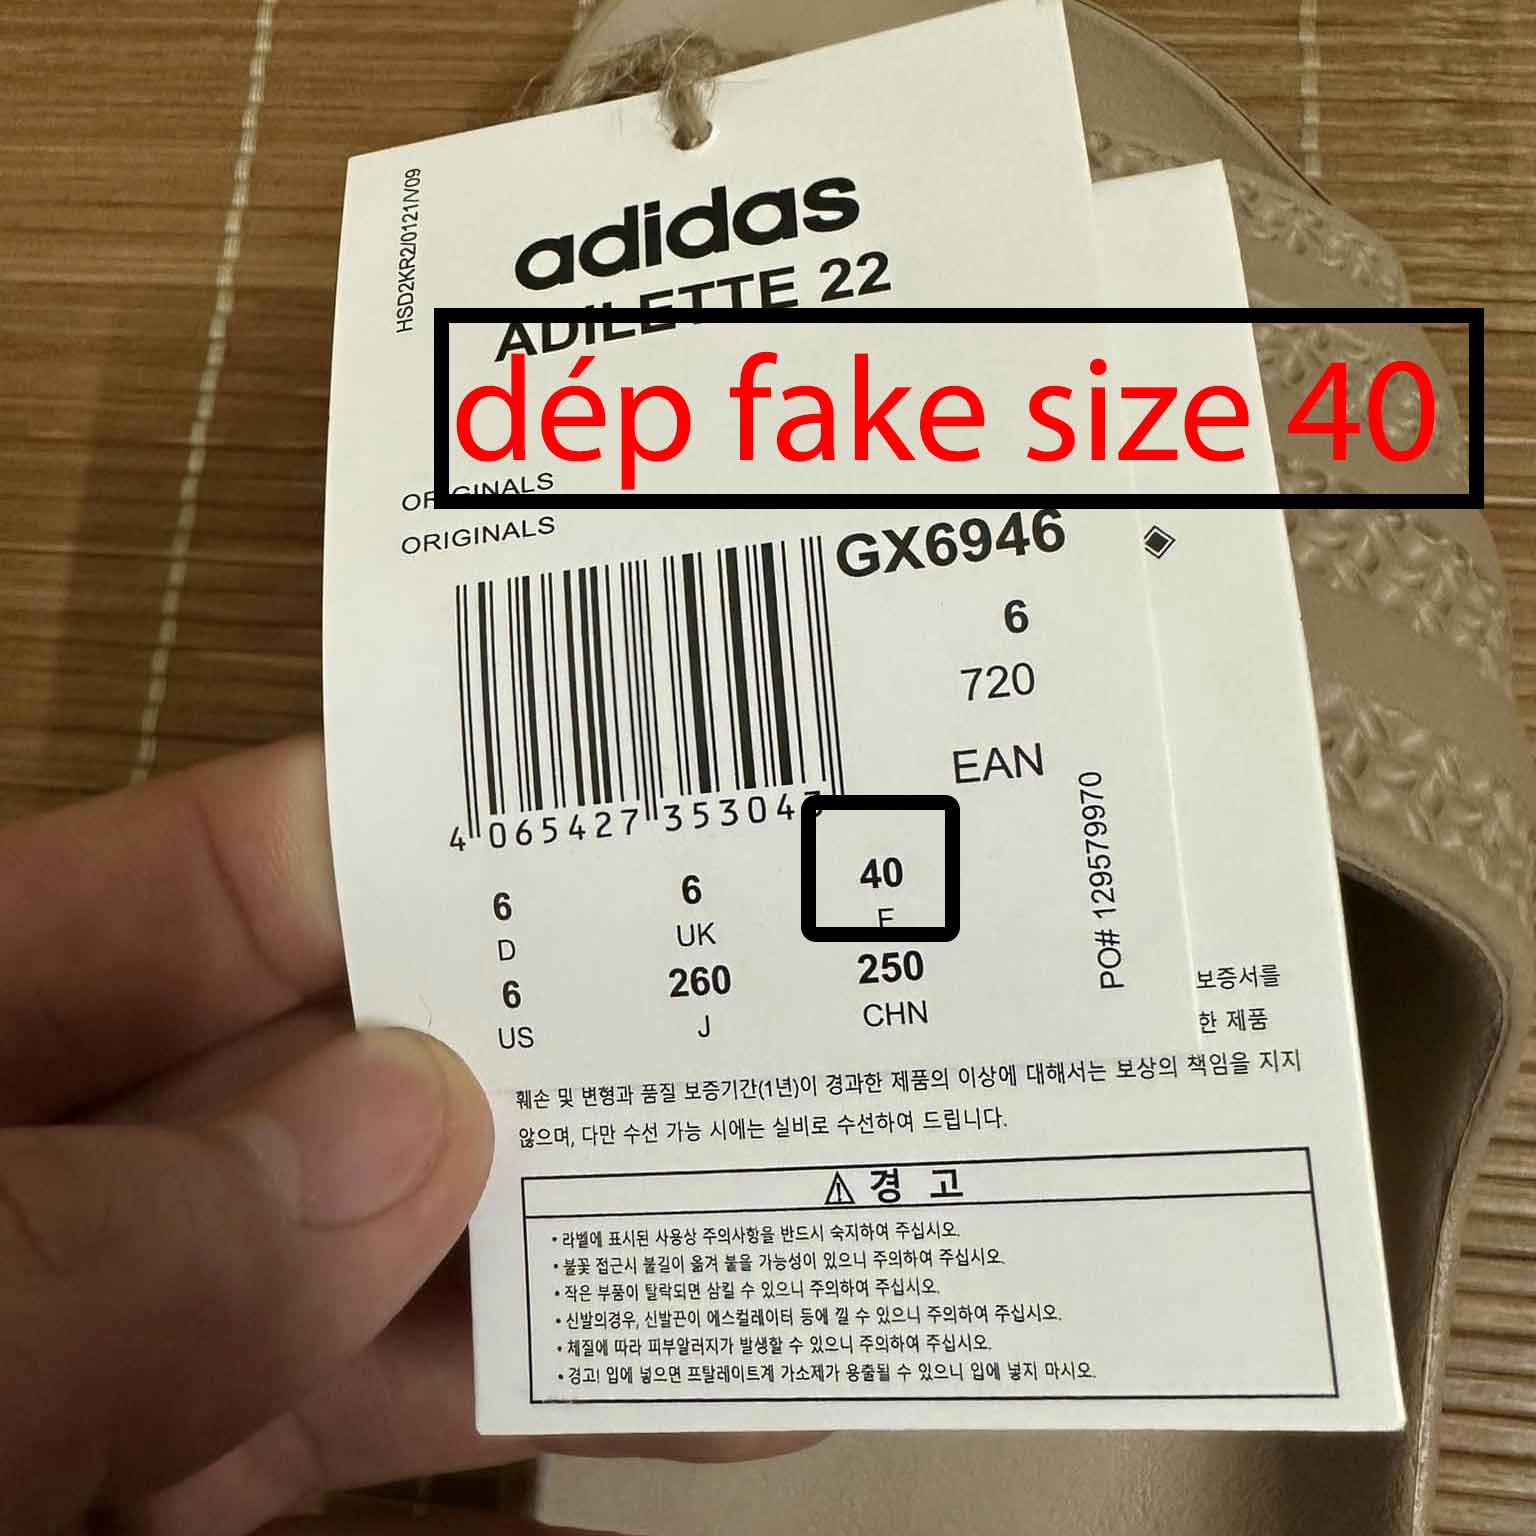 HSD2KR2/0121/V09
adidas
ADILETTE 22
dép fake size 40
ORIGINALS
ORIGINALS
GX6946
6
720
EAN
4 065427 353043
PO# 129579970
6 6 40
D UK F
6 260 250
US J CHN
보증서를
한 제품
훼손 및 변형과 품질 보증기간(1년)이 경과한 제품의 이상에 대해서는 보상의 책임을 지지
않으며, 다만 수선 가능 시에는 실비로 수선하여 드립니다.
⚠ 경 고
• 라벨에 표시된 사용상 주의사항을 반드시 숙지하여 주십시오.
• 불꽃 접근시 불길이 옮겨 붙을 가능성이 있으니 주의하여 주십시오.
• 작은 부품이 탈락되면 삼킬 수 있으니 주의하여 주십시오.
• 신발의경우, 신발끈이 에스컬레이터 등에 낄 수 있으니 주의하여 주십시오.
• 체질에 따라 피부알러지가 발생할 수 있으니 주의하여 주십시오.
• 경고! 입에 넣으면 프탈레이트계 가소제가 용출될 수 있으니 입에 넣지 마시오.